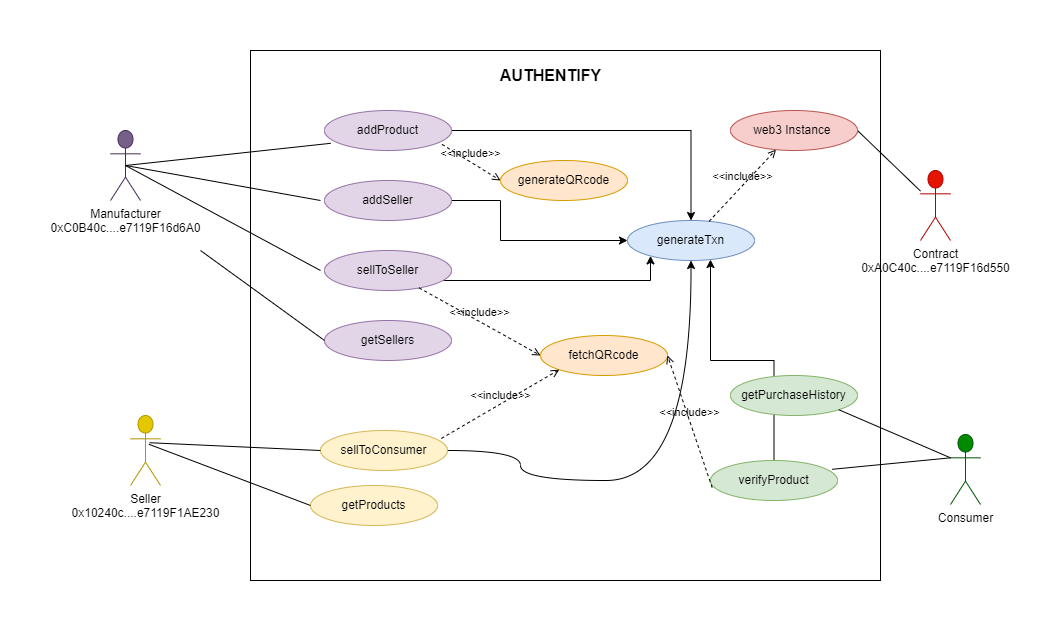 AUTHENTIFY
addProduct
web3 Instance
<<include>>
generateQRcode
<<include>>
addSeller
Manufacturer
0xC0B40c....e7119F16d6A0
generateTxn
Contract
0xA0C40c....e7119F16d550
sellToSeller
<<include>>
getSellers
fetchQRcode
<<include>>
getPurchaseHistory
<<include>>
sellToConsumer
verifyProduct
Seller
0x10240c....e7119F1AE230
getProducts
Consumer